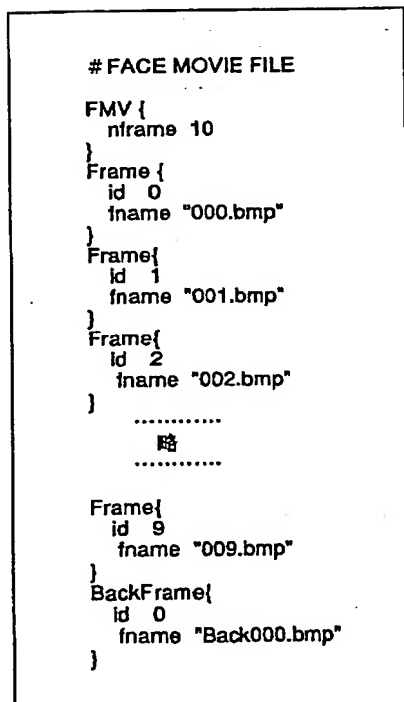 # FACE MOVIE FILE
FMV {
nframe 10
}
Frame {
id 0
fname "000.bmp"
}
Frame{
id 1
fname "001.bmp"
}
Frame{
id 2
fname "002.bmp"
}
............
略
............
Frame{
id 9
fname "009.bmp"
}
BackFrame{
id 0
fname "Back000.bmp"
}